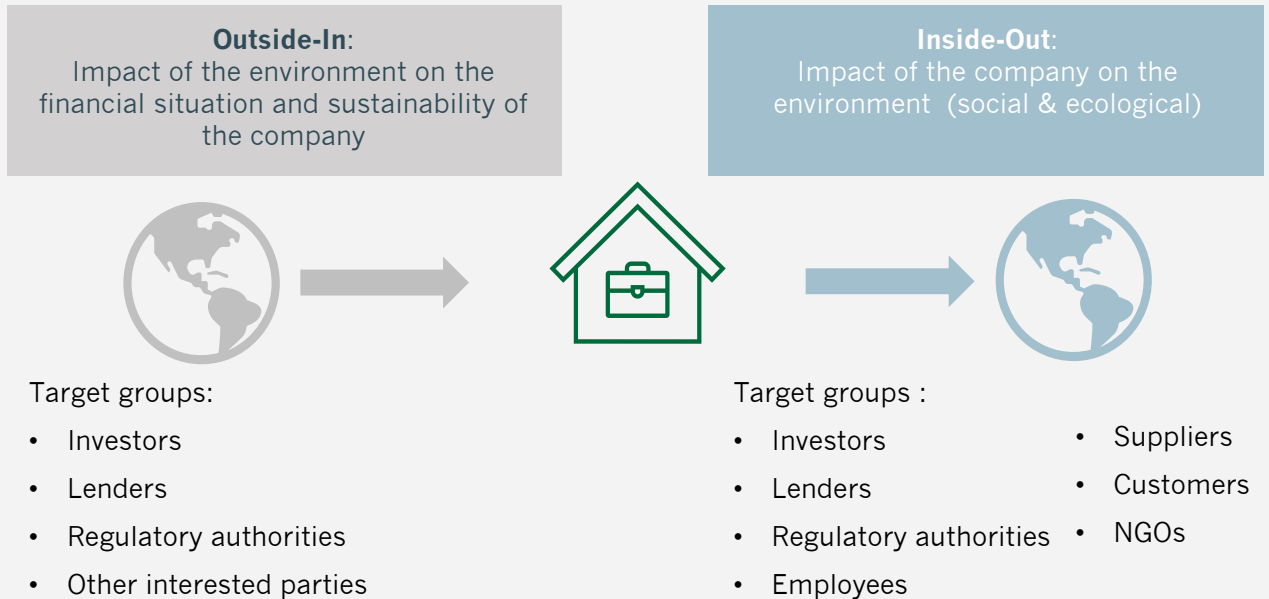 Outside-In:
Impact of the environment on the
financial situation and sustainability of
the company
Inside-Out:
Impact of the company on the
environment  (social & ecological)
Target groups:
• Investors
• Lenders
• Regulatory authorities
• Other interested parties
Target groups :
• Investors
• Lenders
• Regulatory authorities
• Employees
• Suppliers
• Customers
• NGOs